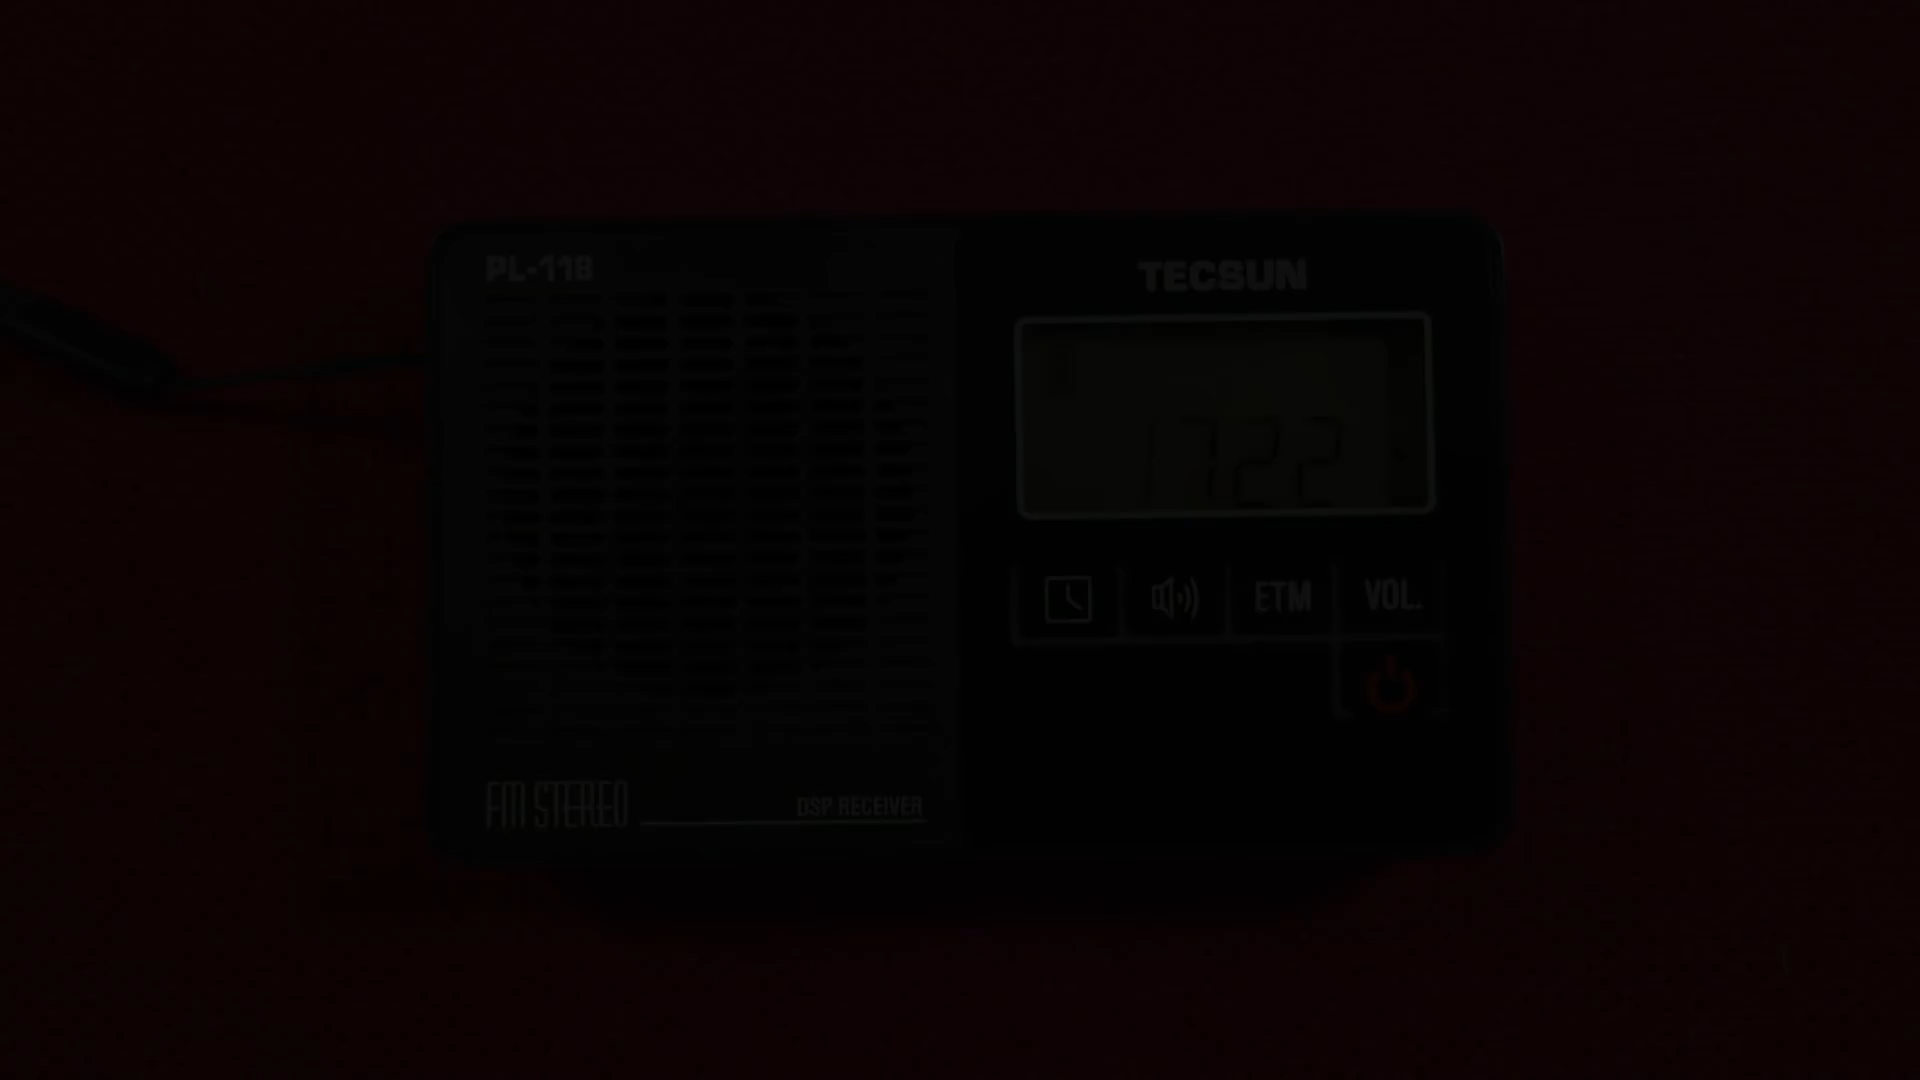 PL-118
TECSUN
17:22
ETM
VOL.
FM STEREO
DSP RECEIVER